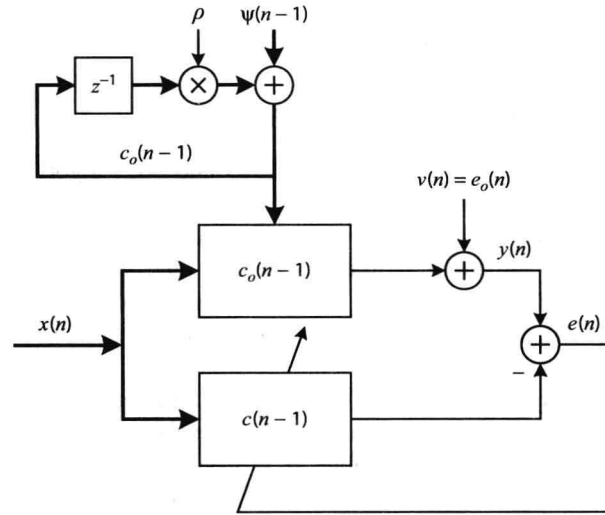 ρ
ψ(n−1)
z⁻¹
×
+
c_o(n − 1)
v(n) = e_o(n)
c_o(n−1)
+
y(n)
x(n)
+
e(n)
−
c(n−1)